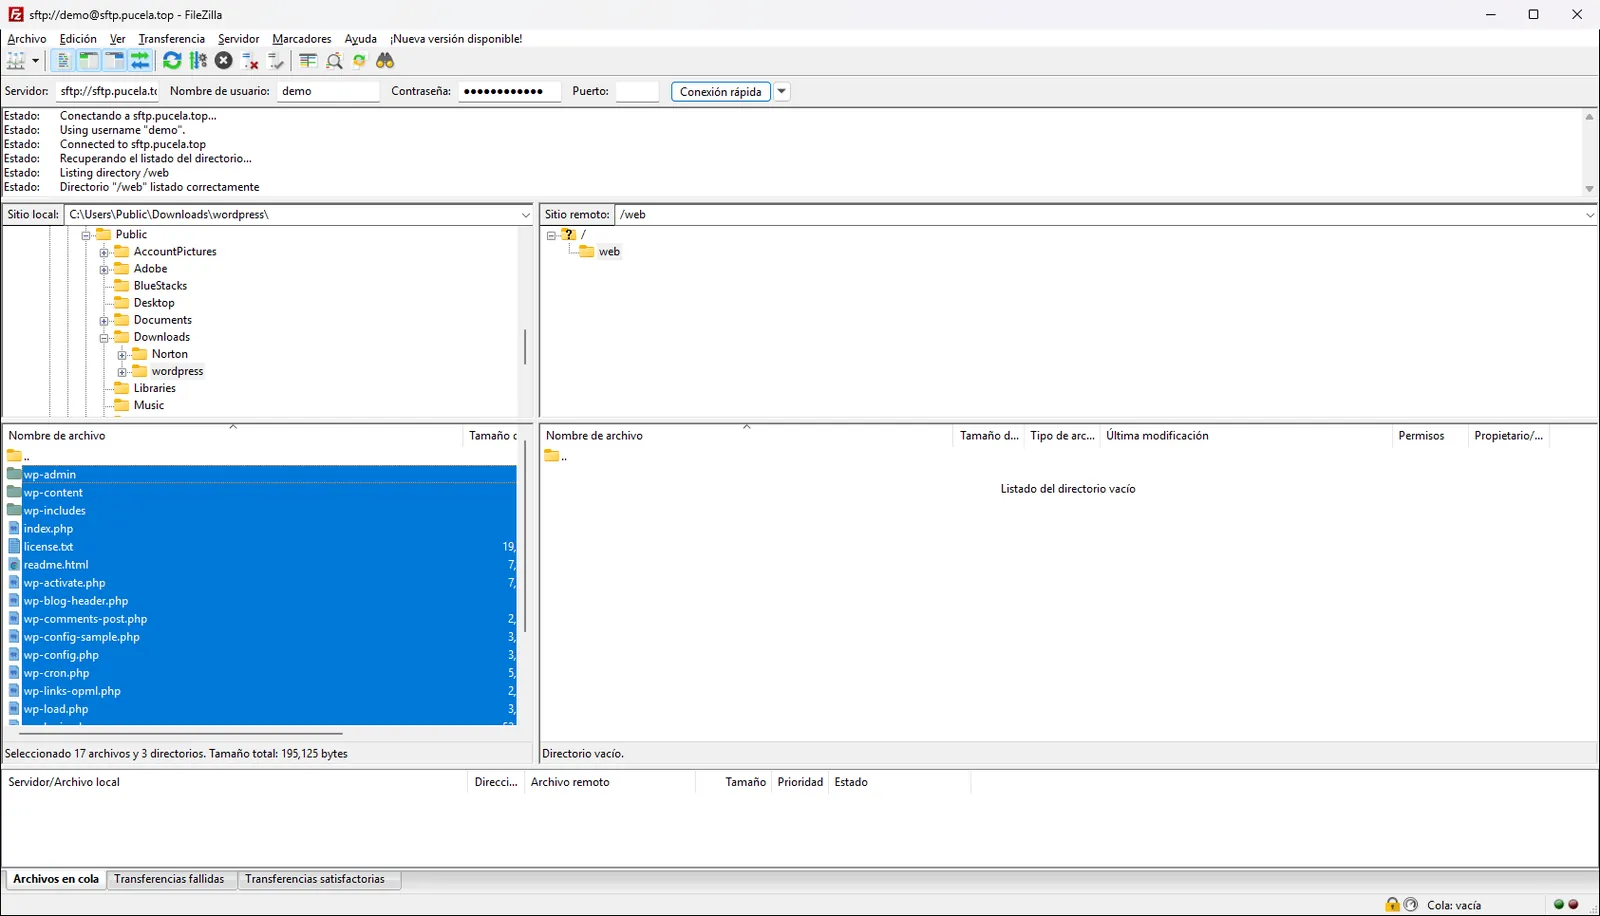 sftp://demo@sftp.pucela.top - FileZilla
Archivo Edición Ver Transferencia Servidor Marcadores Ayuda ¡Nueva versión disponible!
Servidor: sftp://sftp.pucela.tc Nombre de usuario: demo Contraseña: ●●●●●●●●●●●● Puerto: Conexión rápida
Estado: Conectando a sftp.pucela.top...
Estado: Using username "demo".
Estado: Connected to sftp.pucela.top
Estado: Recuperando el listado del directorio...
Estado: Listing directory /web
Estado: Directorio "/web" listado correctamente
Sitio local: C:\Users\Public\Downloads\wordpress\
Public
AccountPictures
Adobe
BlueStacks
Desktop
Documents
Downloads
Norton
wordpress
Libraries
Music
Sitio remoto: /web
/
web
Nombre de archivo Tamaño
..
wp-admin
wp-content
wp-includes
index.php
license.txt 19,
readme.html 7,
wp-activate.php 7,
wp-blog-header.php
wp-comments-post.php 2,
wp-config-sample.php 3,
wp-config.php 3,
wp-cron.php 5,
wp-links-opml.php 2,
wp-load.php 3,
Seleccionado 17 archivos y 3 directorios. Tamaño total: 195,125 bytes
Nombre de archivo Tamaño d... Tipo de arc... Última modificación Permisos Propietario/...
..
Listado del directorio vacío
Directorio vacío.
Servidor/Archivo local Direcci... Archivo remoto Tamaño Prioridad Estado
Archivos en cola Transferencias fallidas Transferencias satisfactorias
Cola: vacía